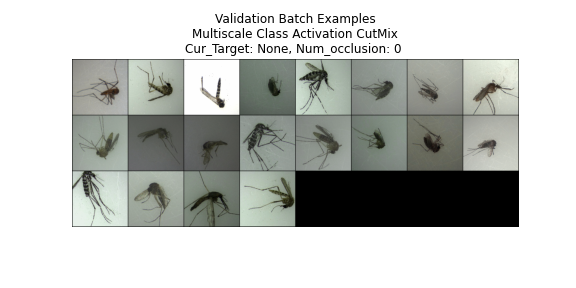 Validation Batch Examples
Multiscale Class Activation CutMix
Cur_Target: None, Num_occlusion: 0